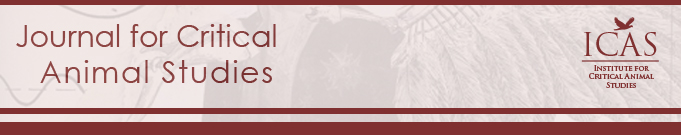 Journal for Critical
Animal Studies
ICAS
INSTITUTE FOR
CRITICAL ANIMAL
STUDIES